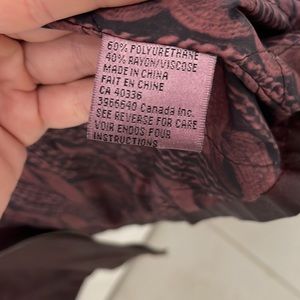 60% POLYURETHANE
40% RAYON/VISCOSE
MADE IN CHINA
FAIT EN CHINE
CA 40336
3966640 Canada Inc.
SEE REVERSE FOR CARE
VOIR ENDOS POUR
INSTRUCTIONS